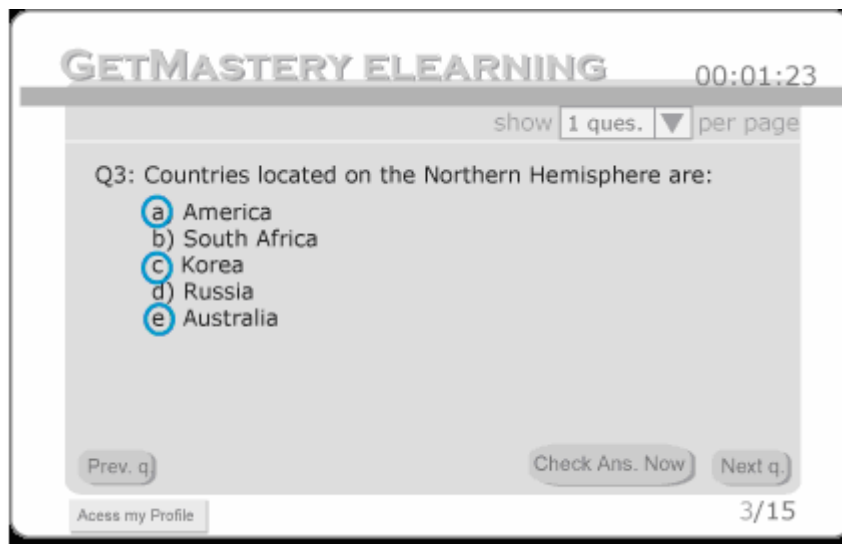 GETMASTERY ELEARNING
00:01:23
show 1 ques. per page
Q3: Countries located on the Northern Hemisphere are:
a) America
b) South Africa
c) Korea
d) Russia
e) Australia
Prev. q
Check Ans. Now
Next q.
Acess my Profile
3/15